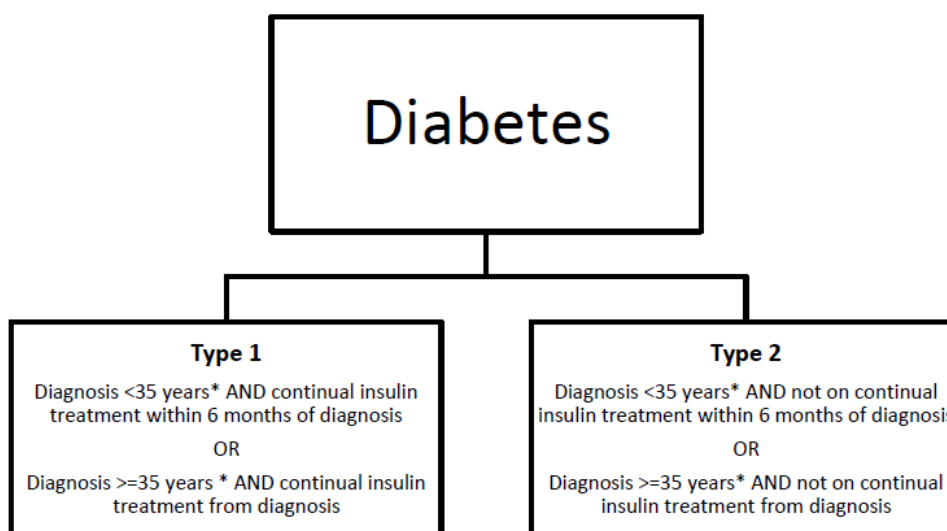 Diabetes
Type 1
Diagnosis <35 years* AND continual insulin
treatment within 6 months of diagnosis
OR
Diagnosis >=35 years * AND continual insulin
treatment from diagnosis
Type 2
Diagnosis <35 years* AND not on continual
insulin treatment within 6 months of diagnosis
OR
Diagnosis >=35 years* AND not on continual
insulin treatment from diagnosis